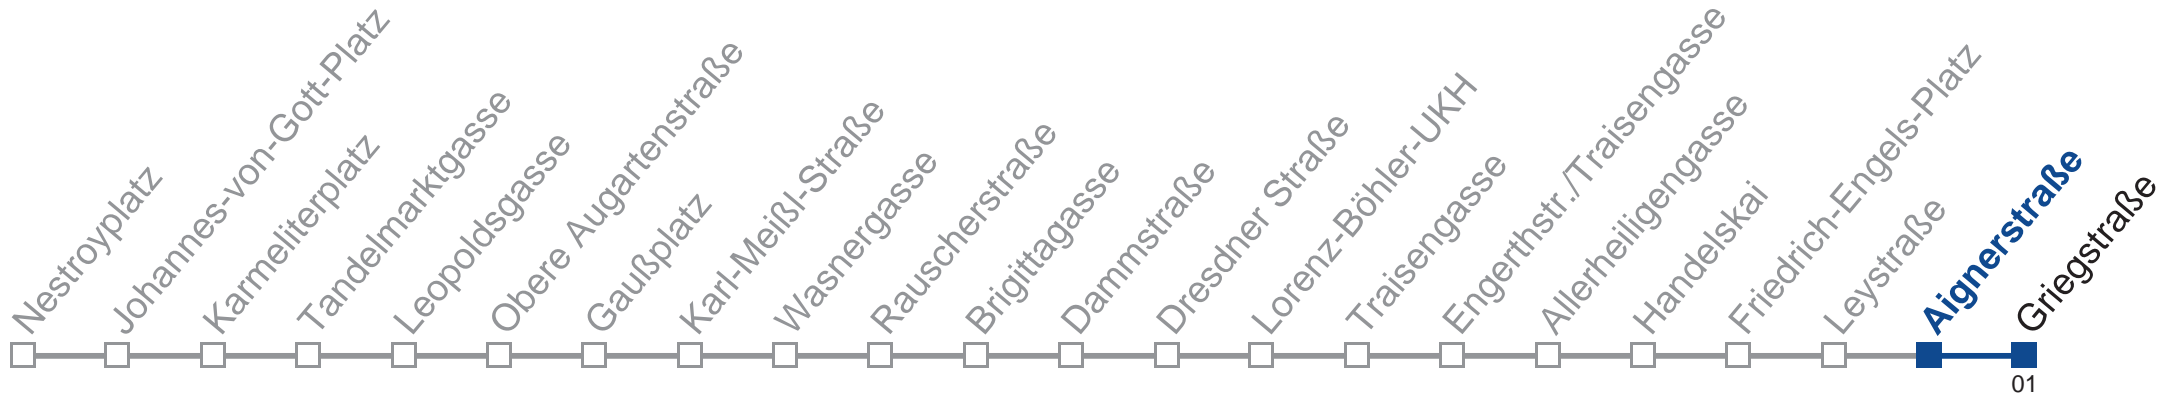 Nestroyplatz
Johannes-von-Gott-Platz
Karmeliterplatz
Tandelmarktgasse
Leopoldsgasse
Obere Augartenstraße
Gaußplatz
Karl-Meißl-Straße
Wasnergasse
Rauscherstraße
Brigittagasse
Dammstraße
Dresdner Straße
Lorenz-Böhler-UKH
Traisengasse
Engerthstr./Traisengasse
Allerheiligengasse
Handelskai
Friedrich-Engels-Platz
Leystraße
Aignerstraße
Griegstraße
01